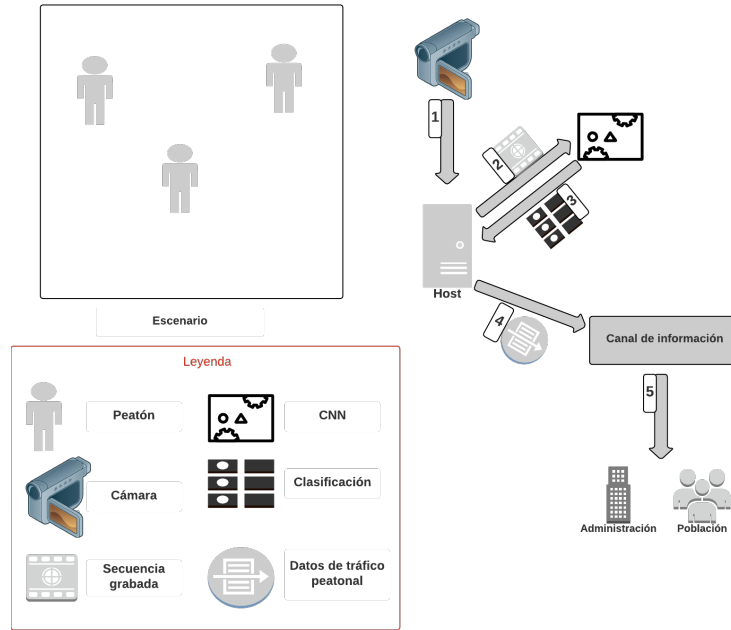 1
2
3
Host
4
Canal de información
5
Administración
Población
Escenario
Leyenda
Peatón
CNN
Cámara
Clasificación
Secuencia
grabada
Datos de tráfico
peatonal